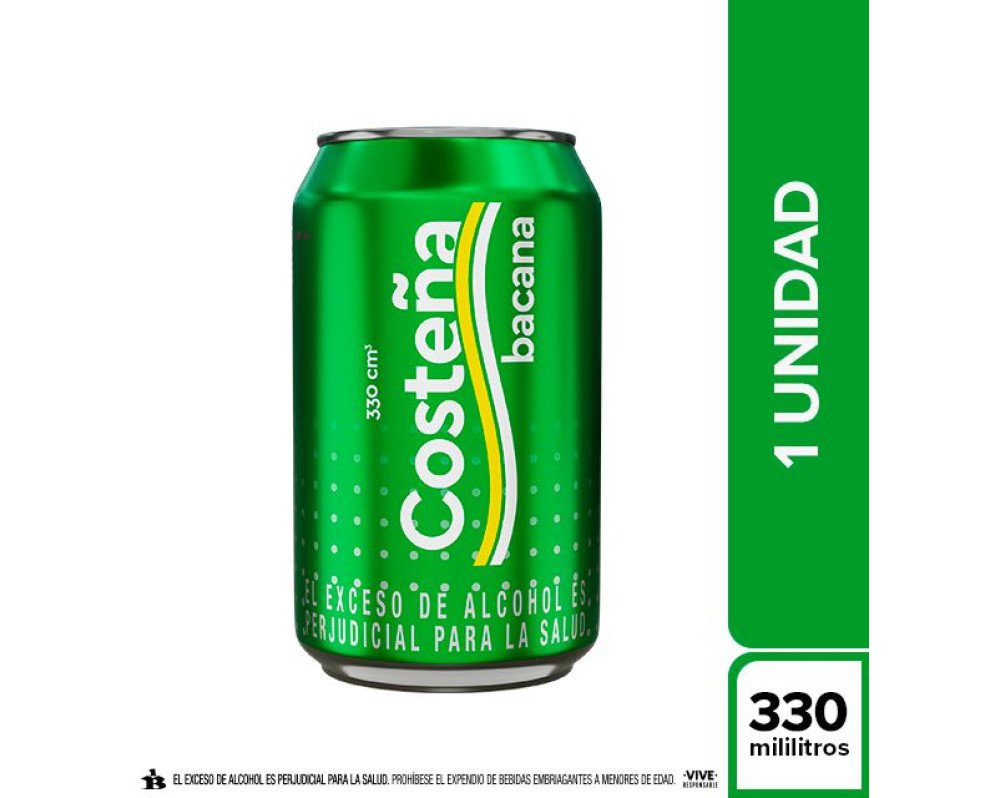 Costeña
bacana
330 cm³
EL EXCESO DE ALCOHOL ES
PERJUDICIAL PARA LA SALUD.
1 UNIDAD
330
mililitros
EL EXCESO DE ALCOHOL ES PERJUDICIAL PARA LA SALUD. PROHÍBESE EL EXPENDIO DE BEBIDAS EMBRIAGANTES A MENORES DE EDAD.
·VIVE·
RESPONSABLE